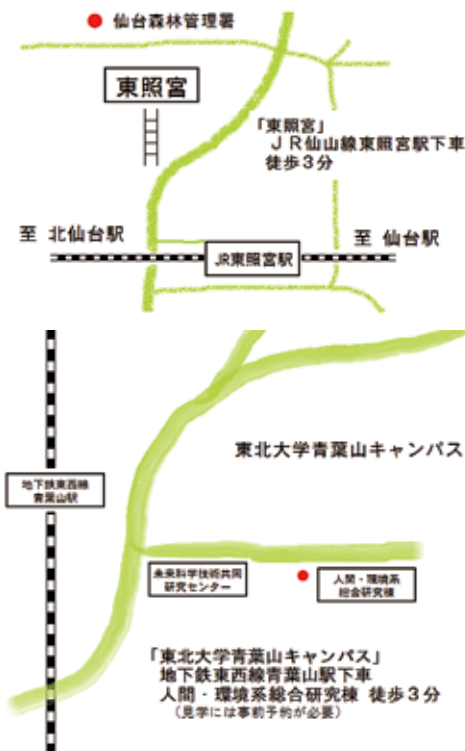 仙台森林管理署
東照宮
「東照宮」
JR仙山線東照宮駅下車
徒歩3分
至 北仙台駅
至 仙台駅
JR東照宮駅
東北大学青葉山キャンパス
地下鉄東西線
青葉山駅
未来科学技術共同
研究センター
人間・環境系
総合研究棟
「東北大学青葉山キャンパス」
地下鉄東西線青葉山駅下車
人間・環境系総合研究棟 徒歩3分
（見学には事前予約が必要）